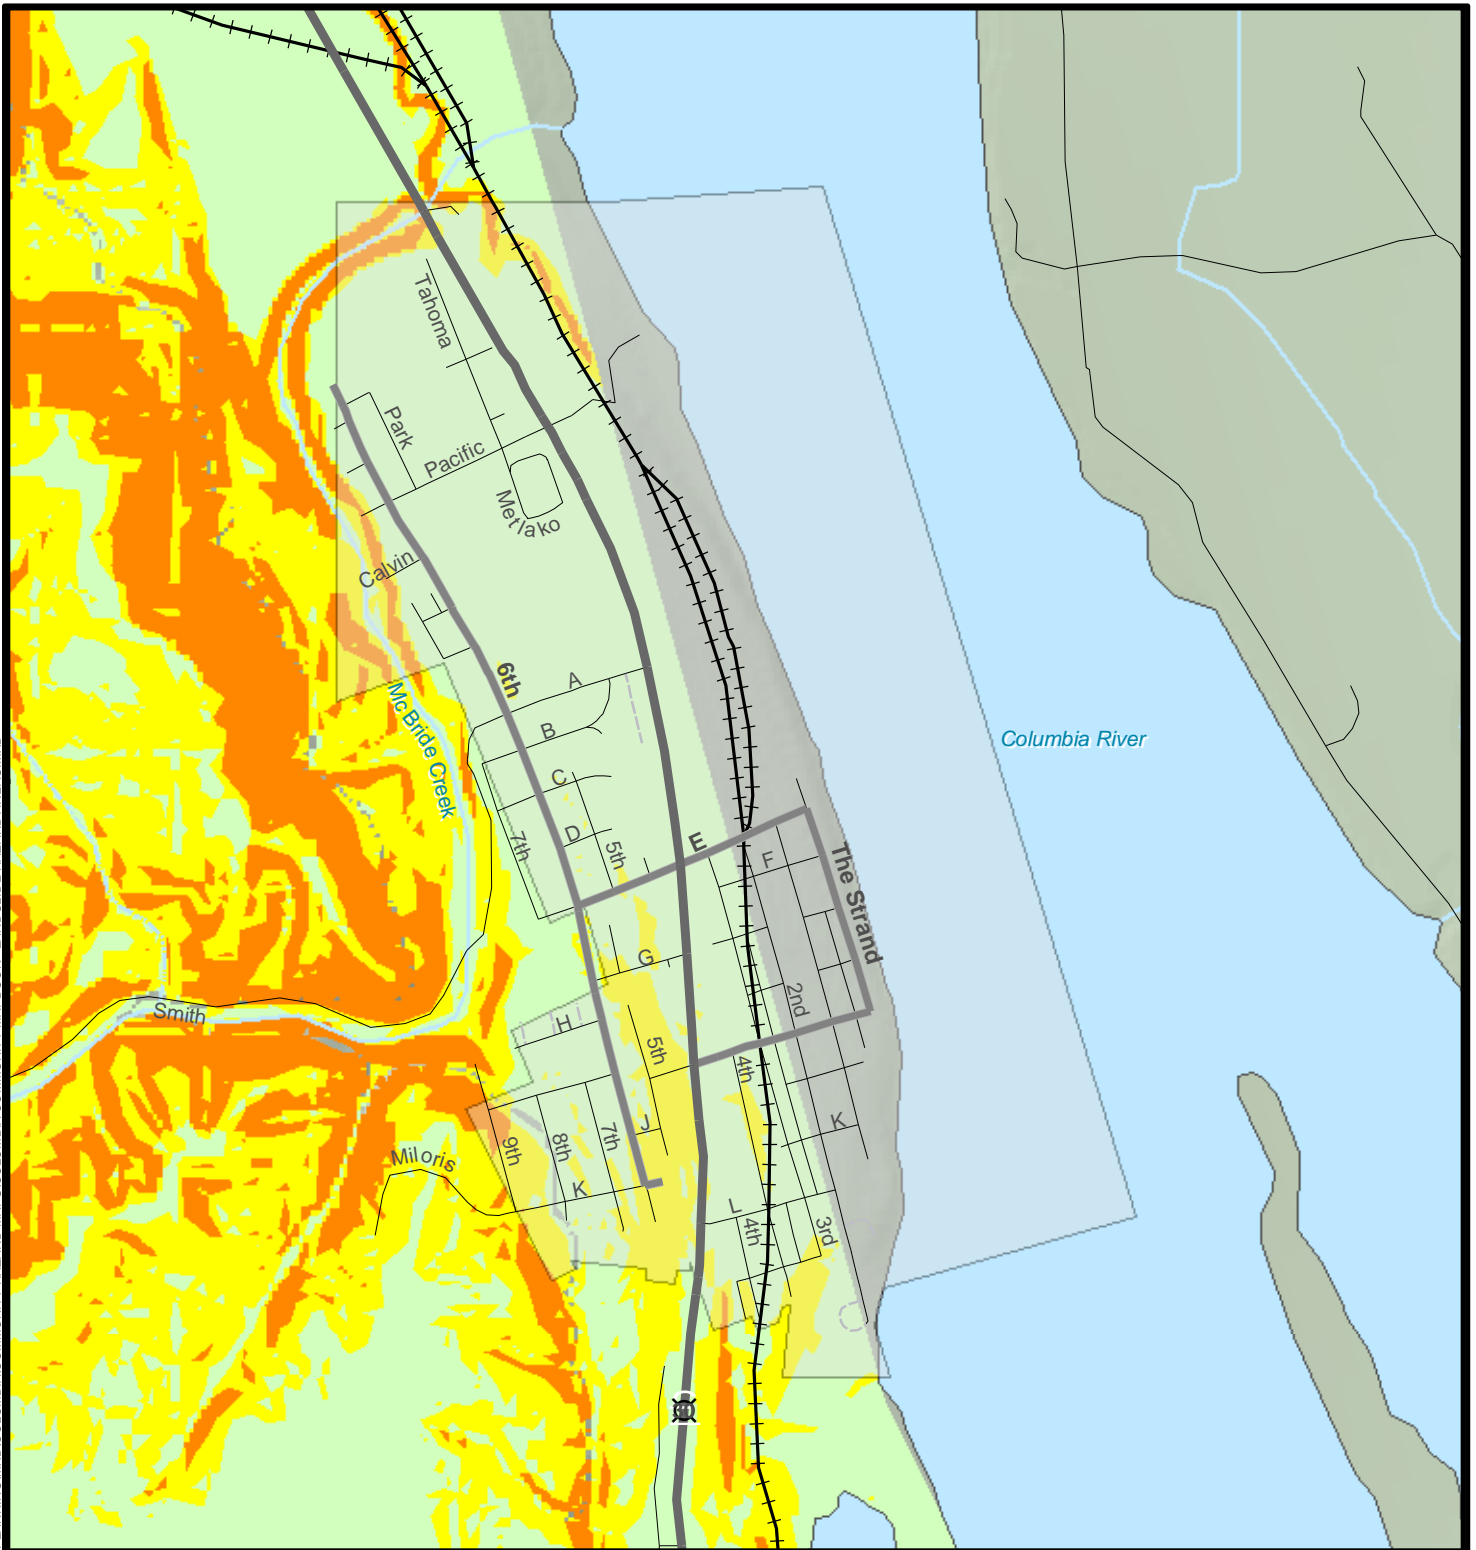 Tahoma
Park
Pacific
Metlako
Calvin
6th
A
McBride Creek
B
Columbia River
C
7th
D
5th
E
F
The Strand
G
2nd
Smith
H
5th
4th
J
K
9th
8th
7th
Miloris
K
L
4th
3rd